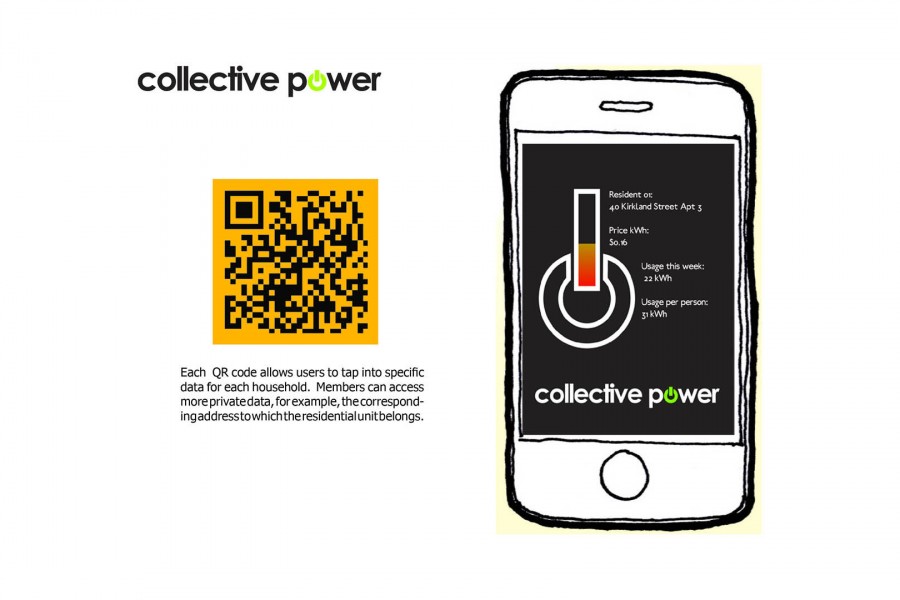 collective power
Each QR code allows users to tap into specific
data for each household. Members can access
more private data, for example, the correspond-
ing address to which the residential unit belongs.
Resident 01:
40 Kirkland Street Apt 3
Price kWh:
$0.16
Usage this week:
22 kWh
Usage per person:
31 kWh
collective power